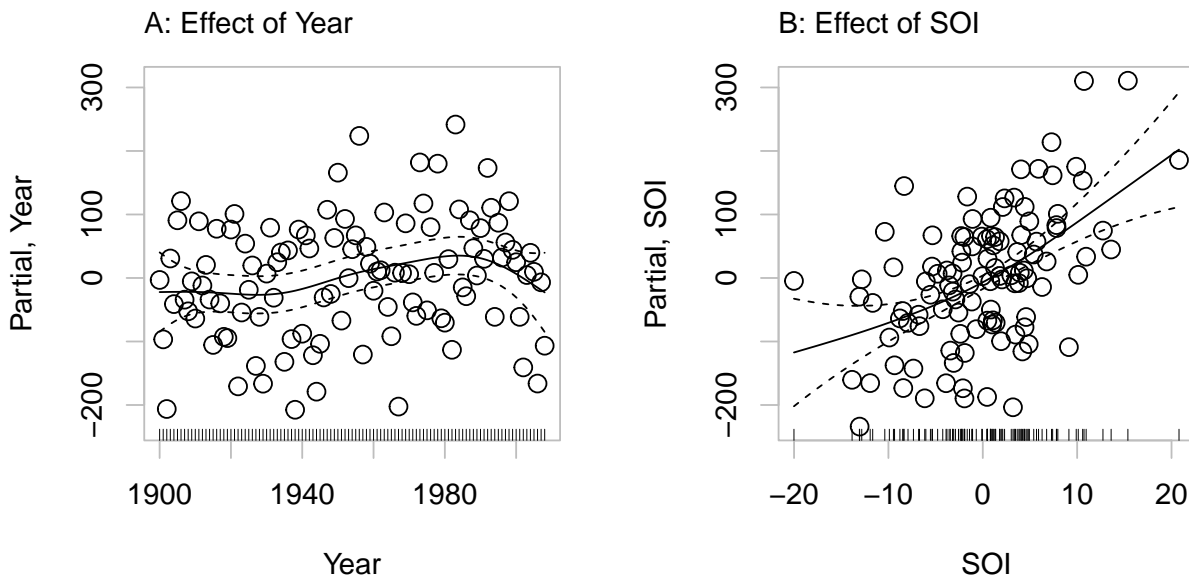 A: Effect of Year
300
100
0
−200
Partial, Year
1900
1940
1980
Year
B: Effect of SOI
300
100
0
−200
Partial, SOI
−20
−10
0
10
20
SOI